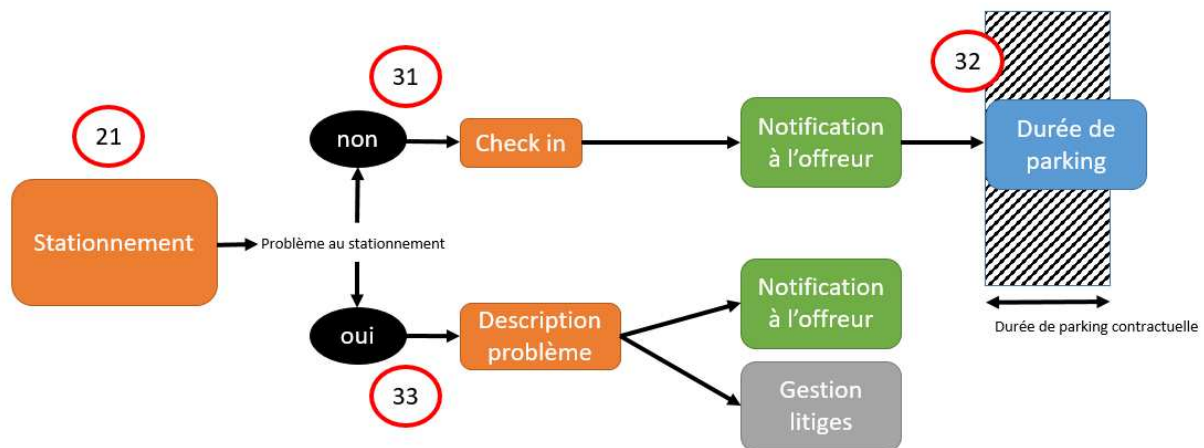 21
Stationnement
Problème au stationnement
31
non
Check in
Notification
à l'offreur
32
Durée de
parking
oui
33
Description
problème
Notification
à l'offreur
Gestion
litiges
Durée de parking contractuelle